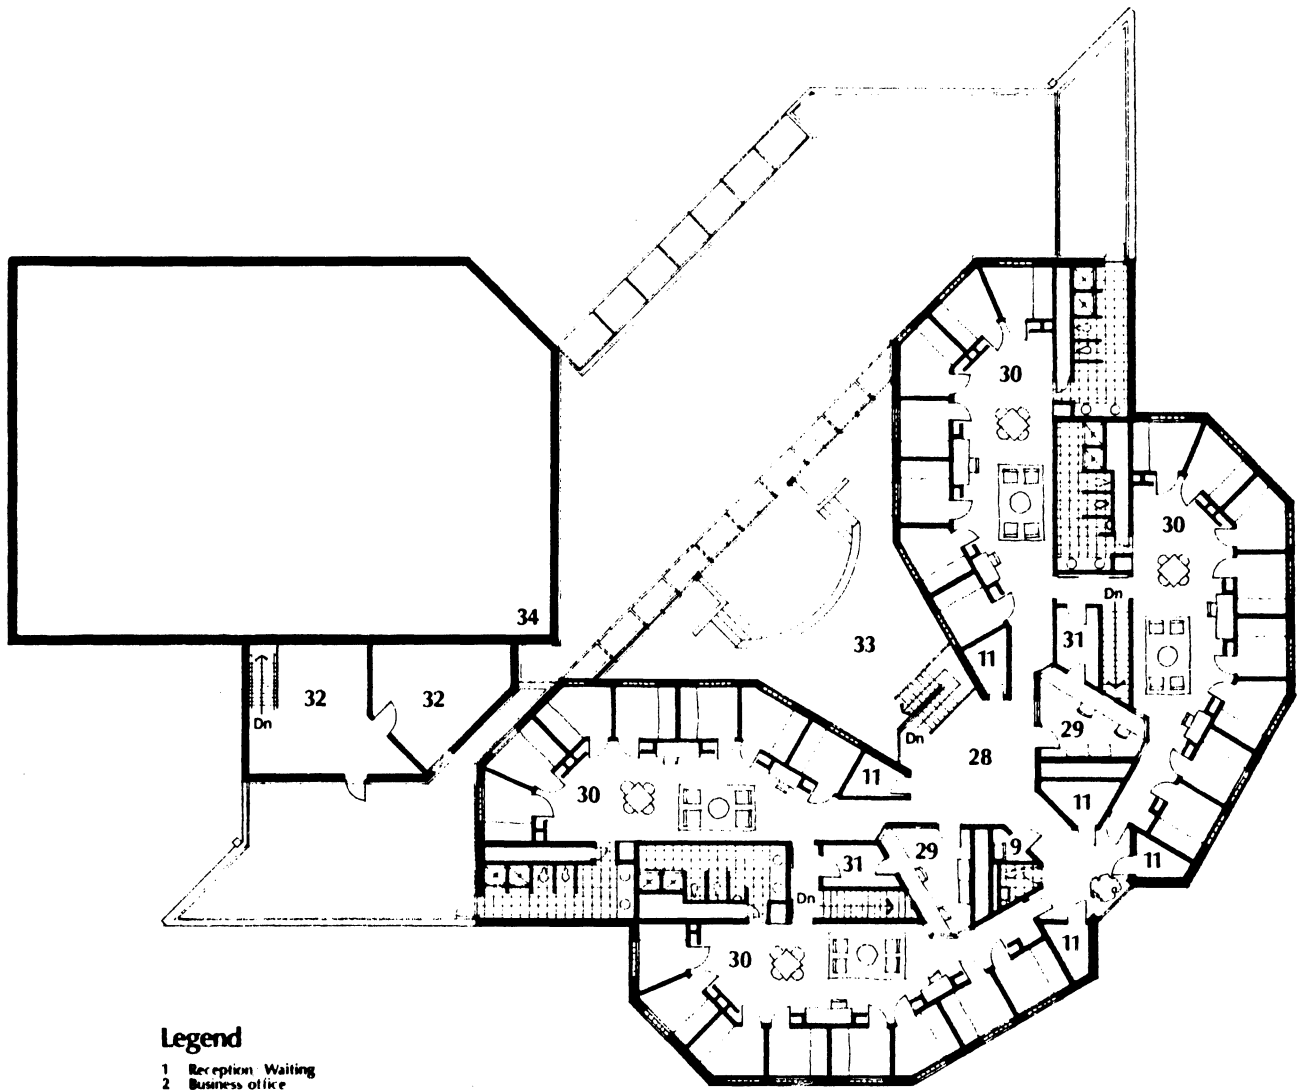 30
30
34
Dn
31
33
11
32
32
Dn
29
Dn
28
11
30
11
9
31
29
11
Dn
11
30
Legend
1 Reception Waiting
2 Business office